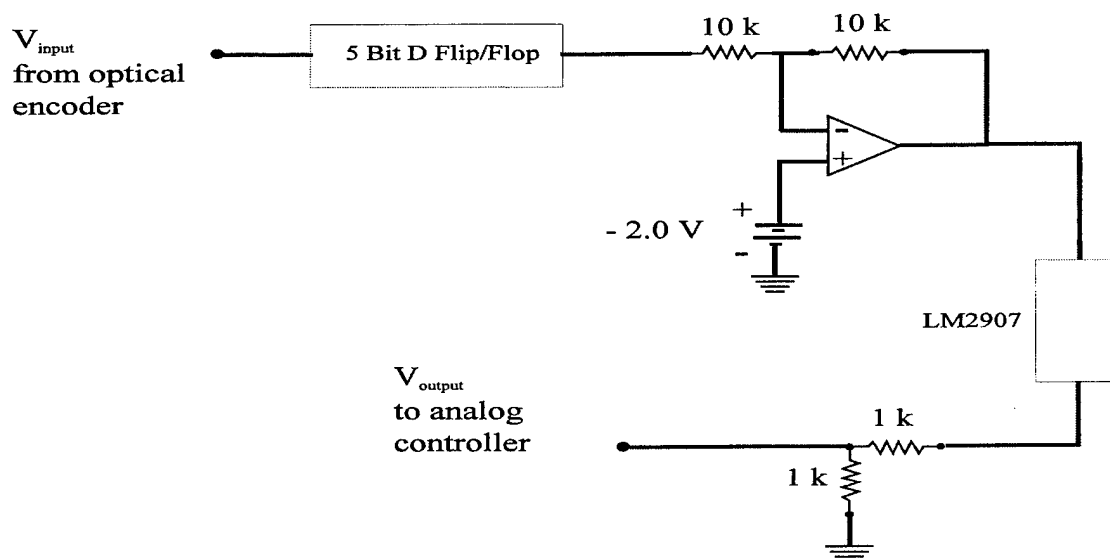 10 k
10 k
V input
from optical
encoder
5 Bit D Flip/Flop
-
+
+
- 2.0 V
-
LM2907
V output
to analog
controller
1 k
1 k